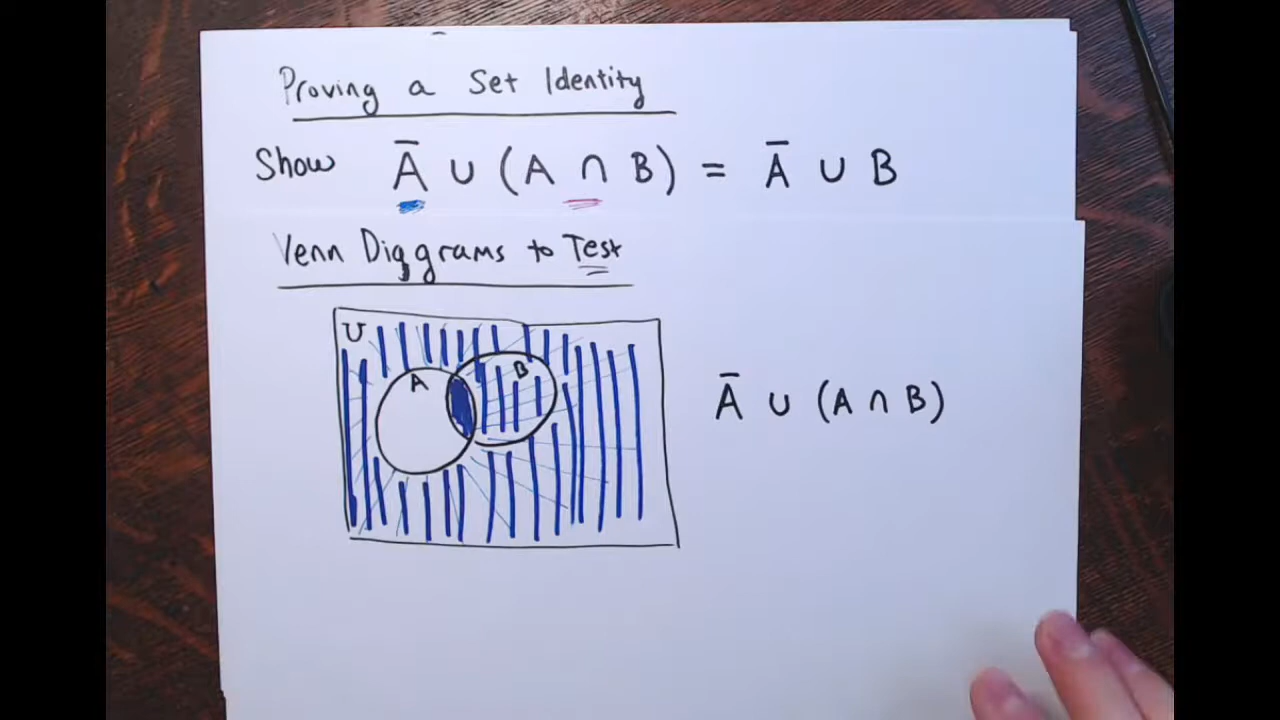 Proving a Set Identity
Show A̅ ∪ (A ∩ B) = A̅ ∪ B
Venn Diagrams to Test
U
A
B
A̅ ∪ (A ∩ B)